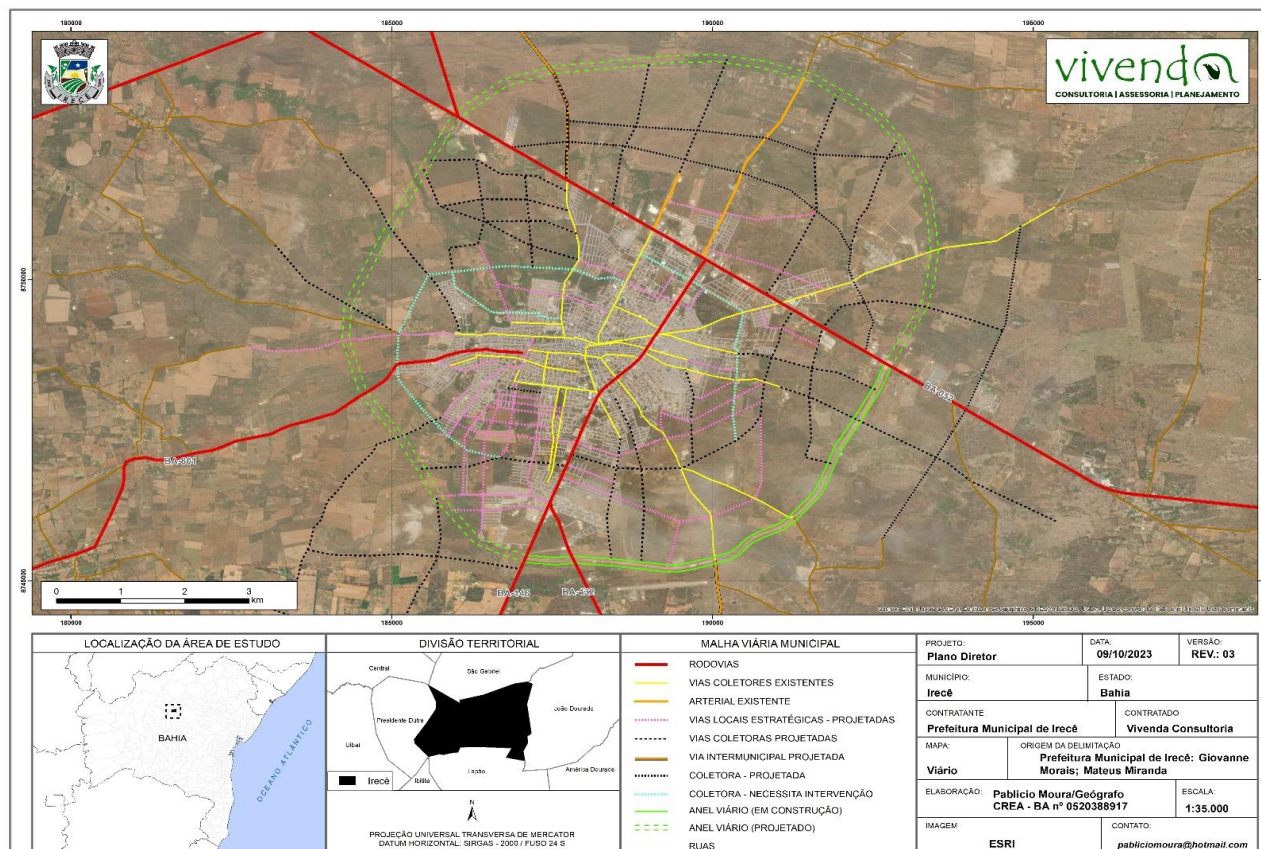 180000 185000 190000 195000
IRECÊ
vivenda
CONSULTORIA | ASSESSORIA | PLANEJAMENTO
8750000
8745000
BA-052
BA-801
BA-148
BA-432
0 1 2 3
km
180000 185000 190000 195000
LOCALIZAÇÃO DA ÁREA DE ESTUDO
BAHIA
OCEANO ATLÂNTICO
DIVISÃO TERRITORIAL
Central
São Gabriel
Presidente Dutra
João Dourada
Uibaí
Ibititá
Lapão
América Dourada
Irecê
N
PROJEÇÃO UNIVERSAL TRANSVERSA DE MERCATOR
DATUM HORIZONTAL: SIRGAS - 2000 / FUSO 24 S
MALHA VIÁRIA MUNICIPAL
RODOVIAS
VIAS COLETORES EXISTENTES
ARTERIAL EXISTENTE
VIAS LOCAIS ESTRATÉGICAS - PROJETADAS
VIAS COLETORAS PROJETADAS
VIA INTERMUNICIPAL PROJETADA
COLETORA - PROJETADA
COLETORA - NECESSITA INTERVENÇÃO
ANEL VIÁRIO (EM CONSTRUÇÃO)
ANEL VIÁRIO (PROJETADO)
RUAS
PROJETO:
Plano Diretor
DATA:
09/10/2023
VERSÃO:
REV.: 03
MUNICÍPIO:
Irecê
ESTADO:
Bahia
CONTRATANTE
Prefeitura Municipal de Irecê
CONTRATADO
Vivenda Consultoria
MAPA:
Viário
ORIGEM DA DELIMITAÇÃO
Prefeitura Municipal de Irecê: Giovanne
Morais; Mateus Miranda
ELABORAÇÃO: Pablicio Moura/Geógrafo
CREA - BA nº 0520388917
ESCALA:
1:35.000
IMAGEM
ESRI
CONTATO:
pabliciomoura@hotmail.com